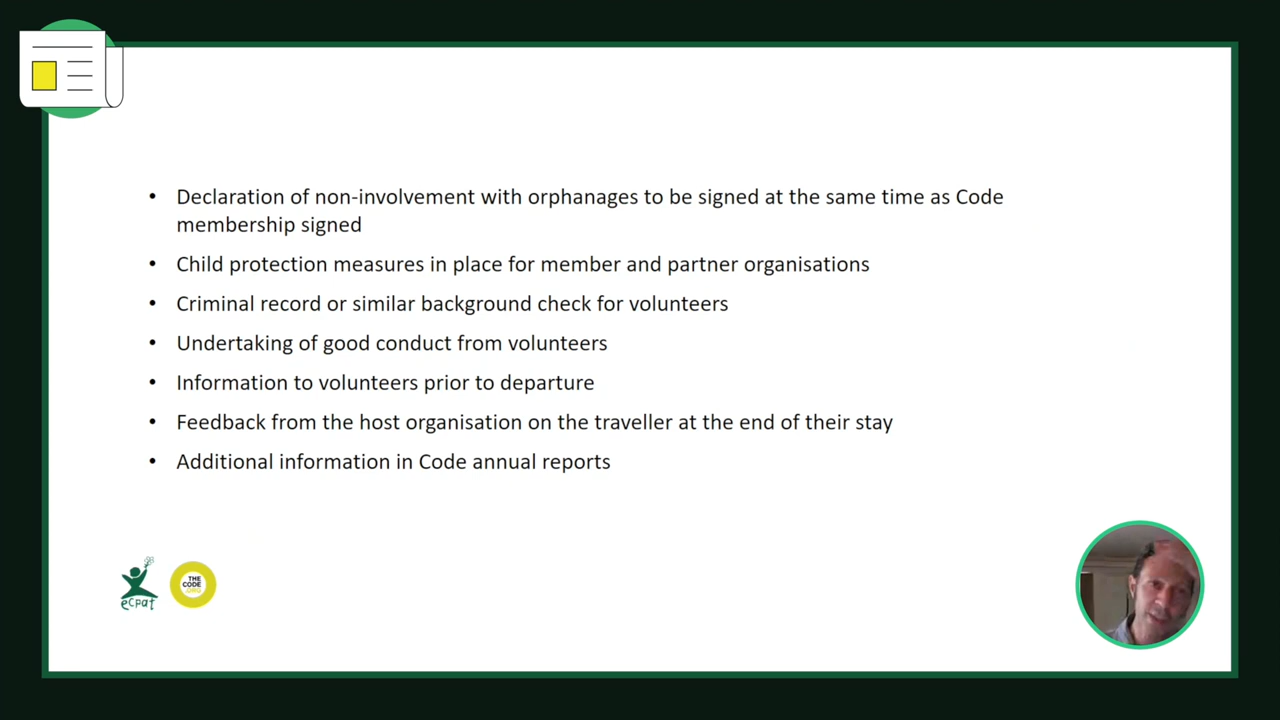 • Declaration of non-involvement with orphanages to be signed at the same time as Code
membership signed
• Child protection measures in place for member and partner organisations
• Criminal record or similar background check for volunteers
• Undertaking of good conduct from volunteers
• Information to volunteers prior to departure
• Feedback from the host organisation on the traveller at the end of their stay
• Additional information in Code annual reports
ecpat
THE
CODE
.ORG